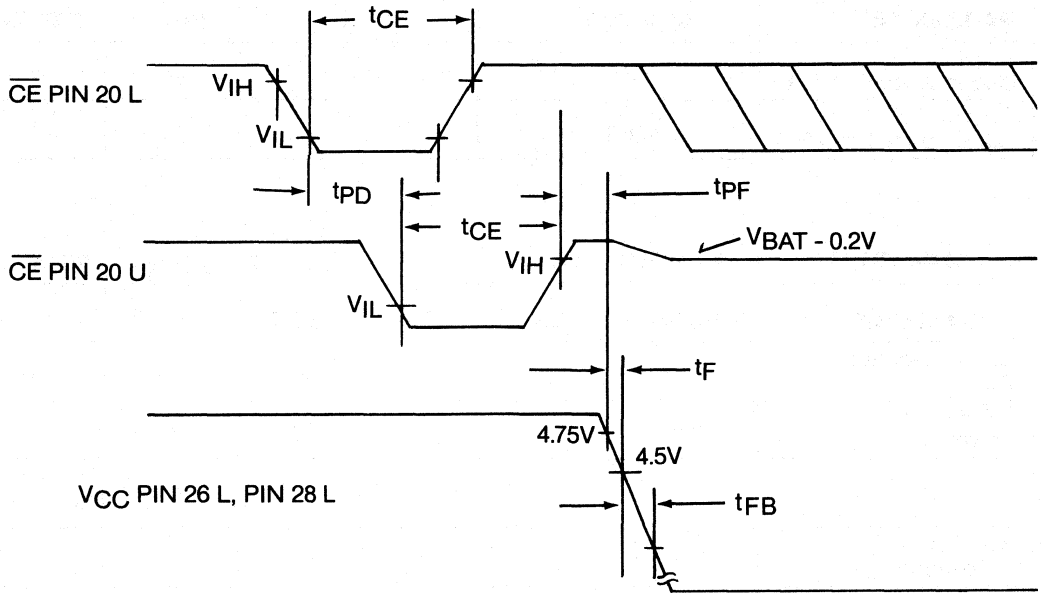 tCE
CE PIN 20 L
VIH
VIL
tPD
tPF
tCE
VBAT - 0.2V
CE PIN 20 U
VIH
VIL
tF
4.75V
4.5V
VCC PIN 26 L, PIN 28 L
tFB